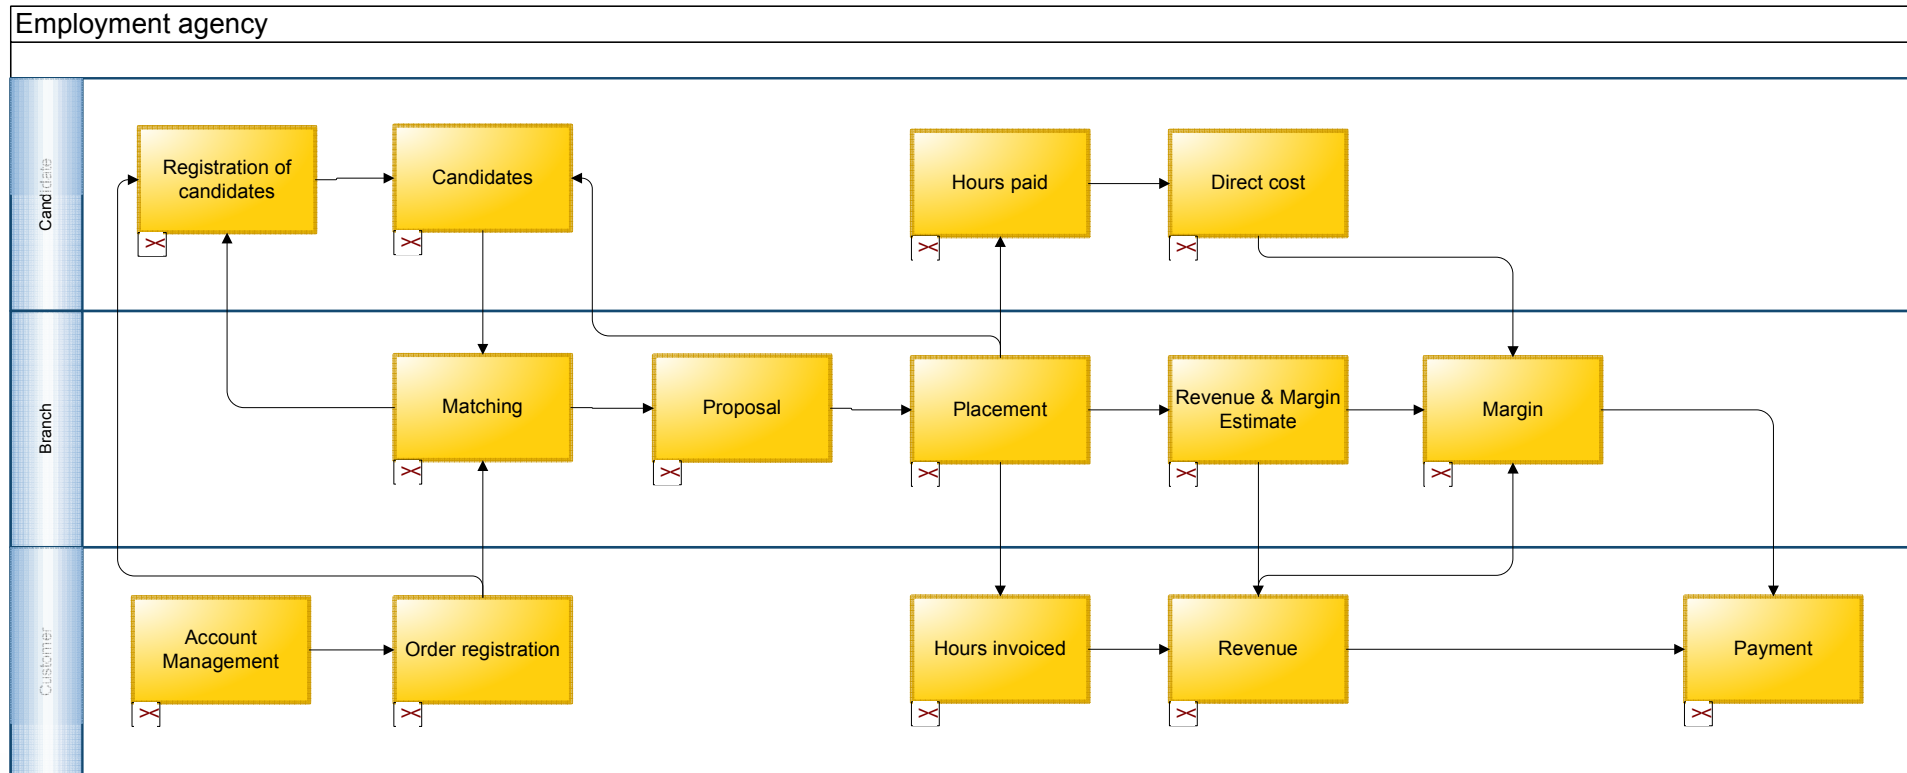 Employment agency
Candidate
Registration of
candidates
Candidates
Hours paid
Direct cost
Branch
Matching
Proposal
Placement
Revenue & Margin
Estimate
Margin
Customer
Account
Management
Order registration
Hours invoiced
Revenue
Payment